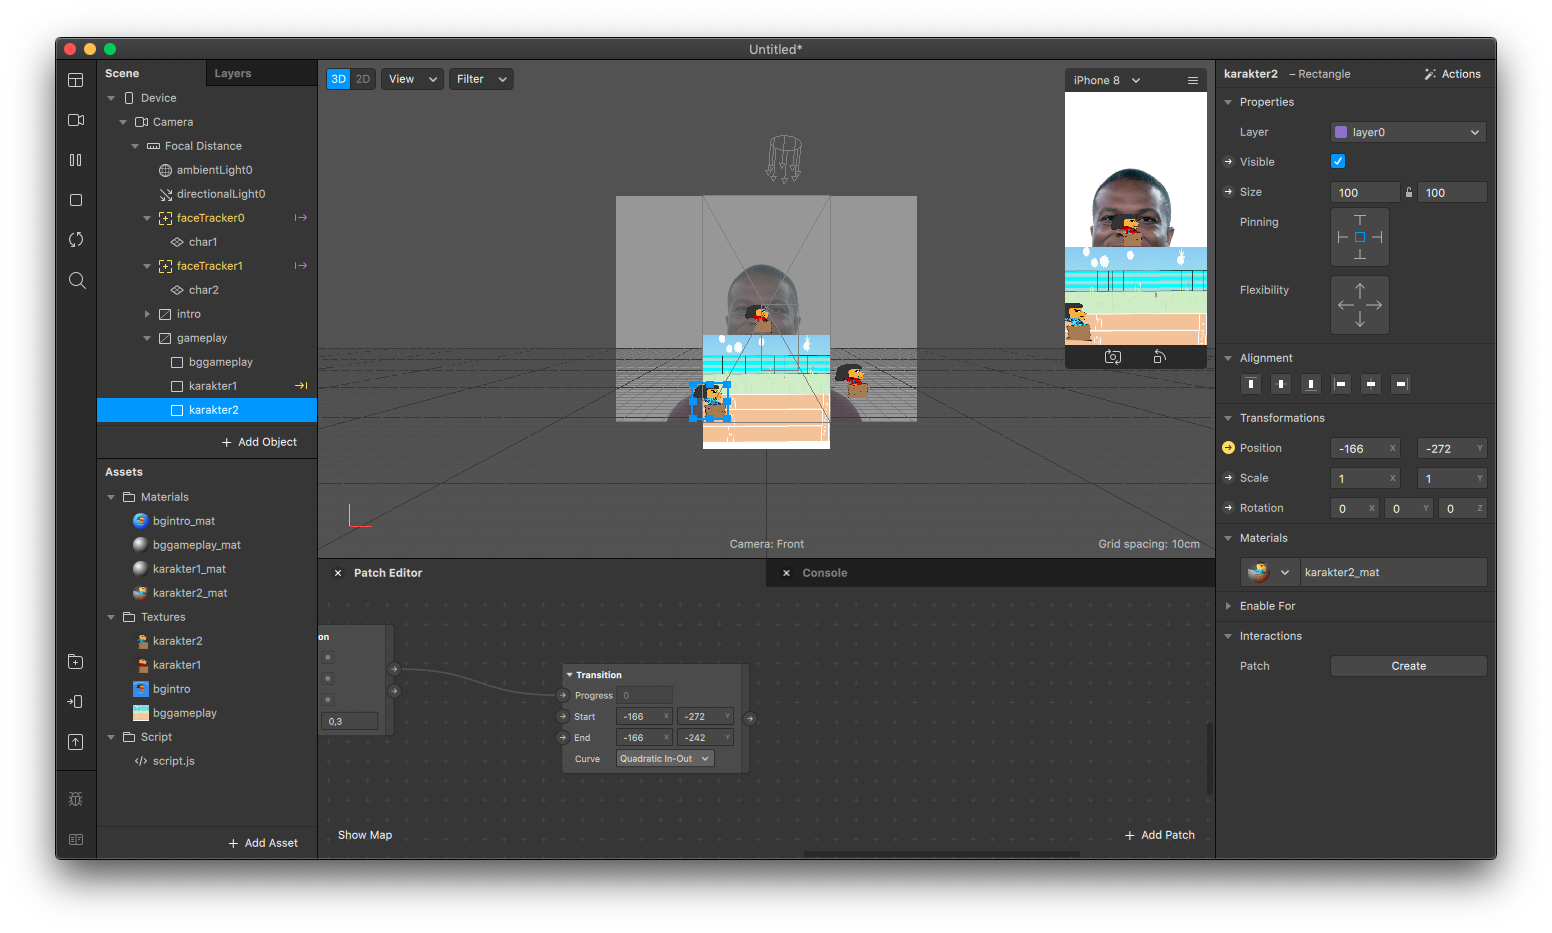 Untitled*
Scene
Layers
Device
Camera
Focal Distance
ambientLight0
directionalLight0
faceTracker0
char1
faceTracker1
char2
intro
gameplay
bggameplay
karakter1
karakter2
+ Add Object
Assets
Materials
bgintro_mat
bggameplay_mat
karakter1_mat
karakter2_mat
Textures
karakter2
karakter1
bgintro
bggameplay
Script
script.js
+ Add Asset
3D 2D
View
Filter
iPhone 8
Camera: Front
Grid spacing: 10cm
Patch Editor
Console
on
0,3
Transition
Progress 0
Start -166 X -272 Y
End -166 X -242 Y
Curve Quadratic In-Out
Show Map
+ Add Patch
karakter2 – Rectangle
Actions
Properties
Layer layer0
Visible
Size 100 100
Pinning
Flexibility
Alignment
Transformations
Position -166 X -272 Y
Scale 1 X 1 Y
Rotation 0 X 0 Y 0 Z
Materials
karakter2_mat
Enable For
Interactions
Patch Create